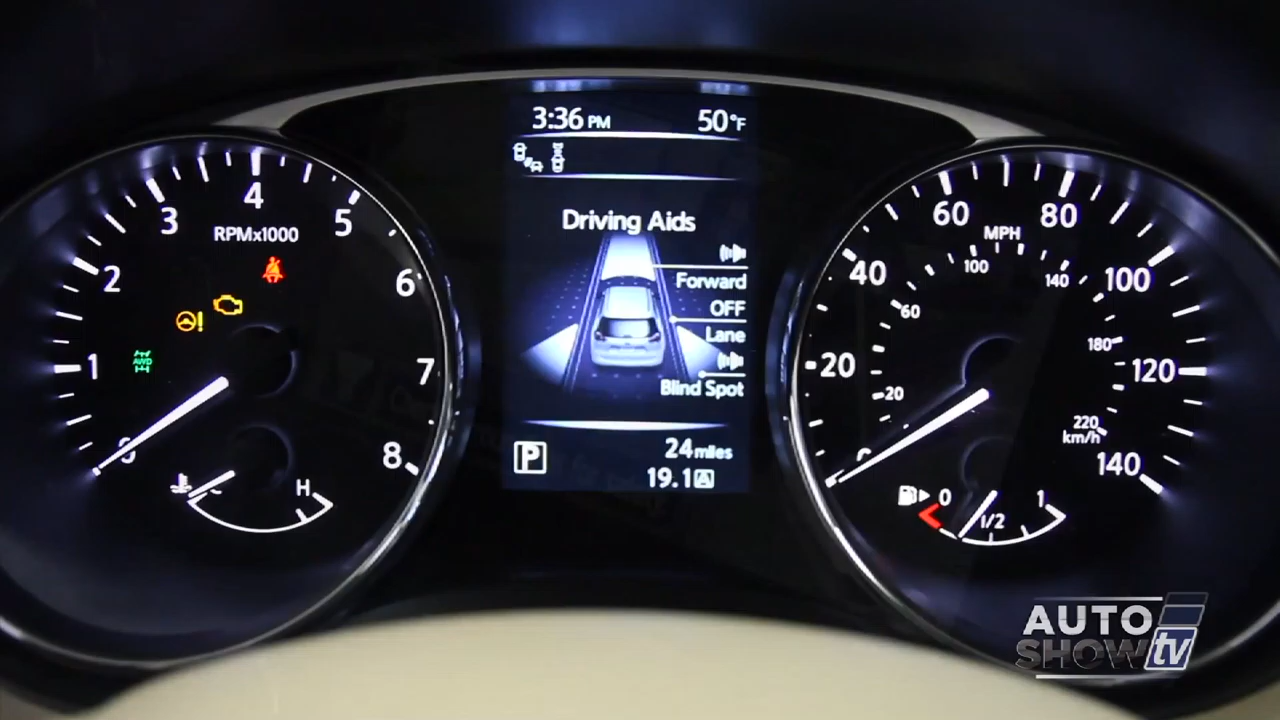 3:36 PM 50°F
Driving Aids
Forward
OFF
Lane
Blind Spot
P
24 miles
19.1 A
0
1
2
3
4
5
6
7
8
RPMx1000
AWD
H
0
20
40
60
80
100
120
140
MPH
20
60
100
140
180
220
km/h
0
1/2
1
AUTO
SHOW tv